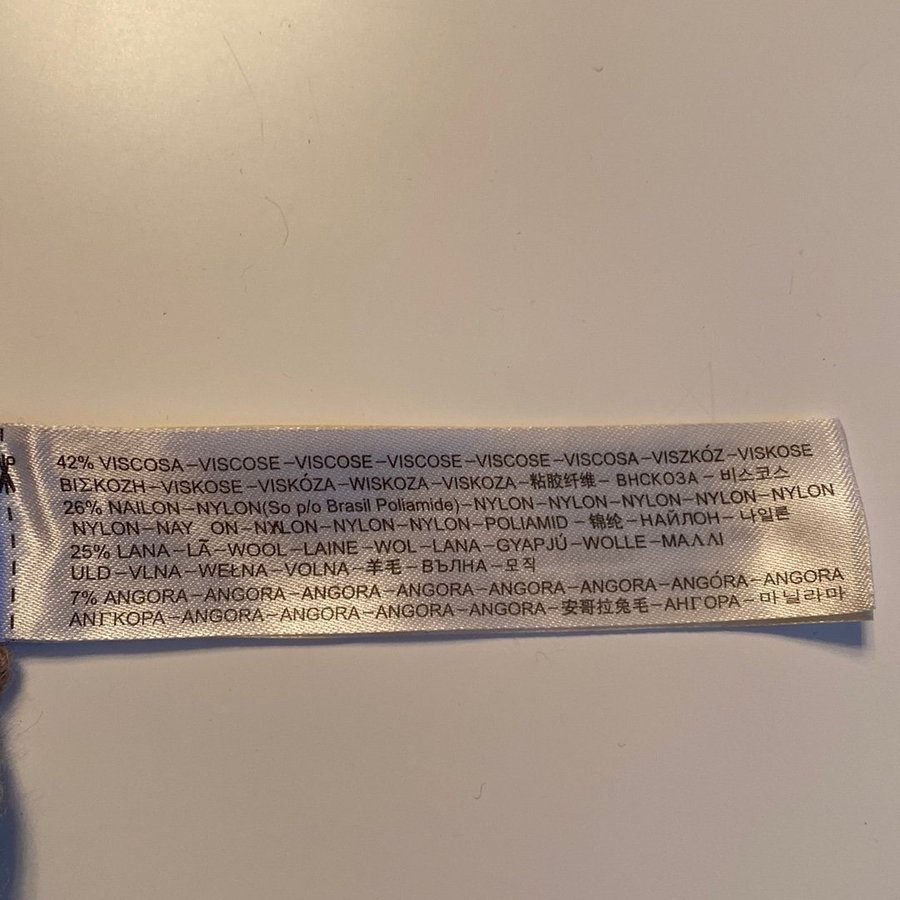 42% VISCOSA–VISCOSE–VISCOSE–VISCOSE–VISCOSE–VISCOSA–VISZKÓZ–VISKOSE
ΒΙΣΚΟΖΗ–VISKOSE–VISKÓZA–WISKOZA–VISKOZA–粘胶纤维–ВНСКОЗА–비스코스
26% NAILON–NYLON(So p/o Brasil Poliamide)–NYLON–NYLON–NYLON–NYLON–NYLON
NYLON–NAY ON–NYLON–NYLON–NYLON–POLIAMID–锦纶–НАЙЛОН–나일론
25% LANA–LÃ–WOOL–LAINE–WOL–LANA–GYAPJÚ–WOLLE–ΜΑΛΛΙ
ULD–VLNA–WEŁNA–VOLNA–羊毛–ВЪЛНА–모직
7% ANGORA–ANGORA–ANGORA–ANGORA–ANGORA–ANGORA–ANGÓRA–ANGORA
ΑΝΓΚΟΡΑ–ANGORA–ANGORA–ANGORA–ANGORA–安哥拉兔毛–АНГОРА–마닐라마